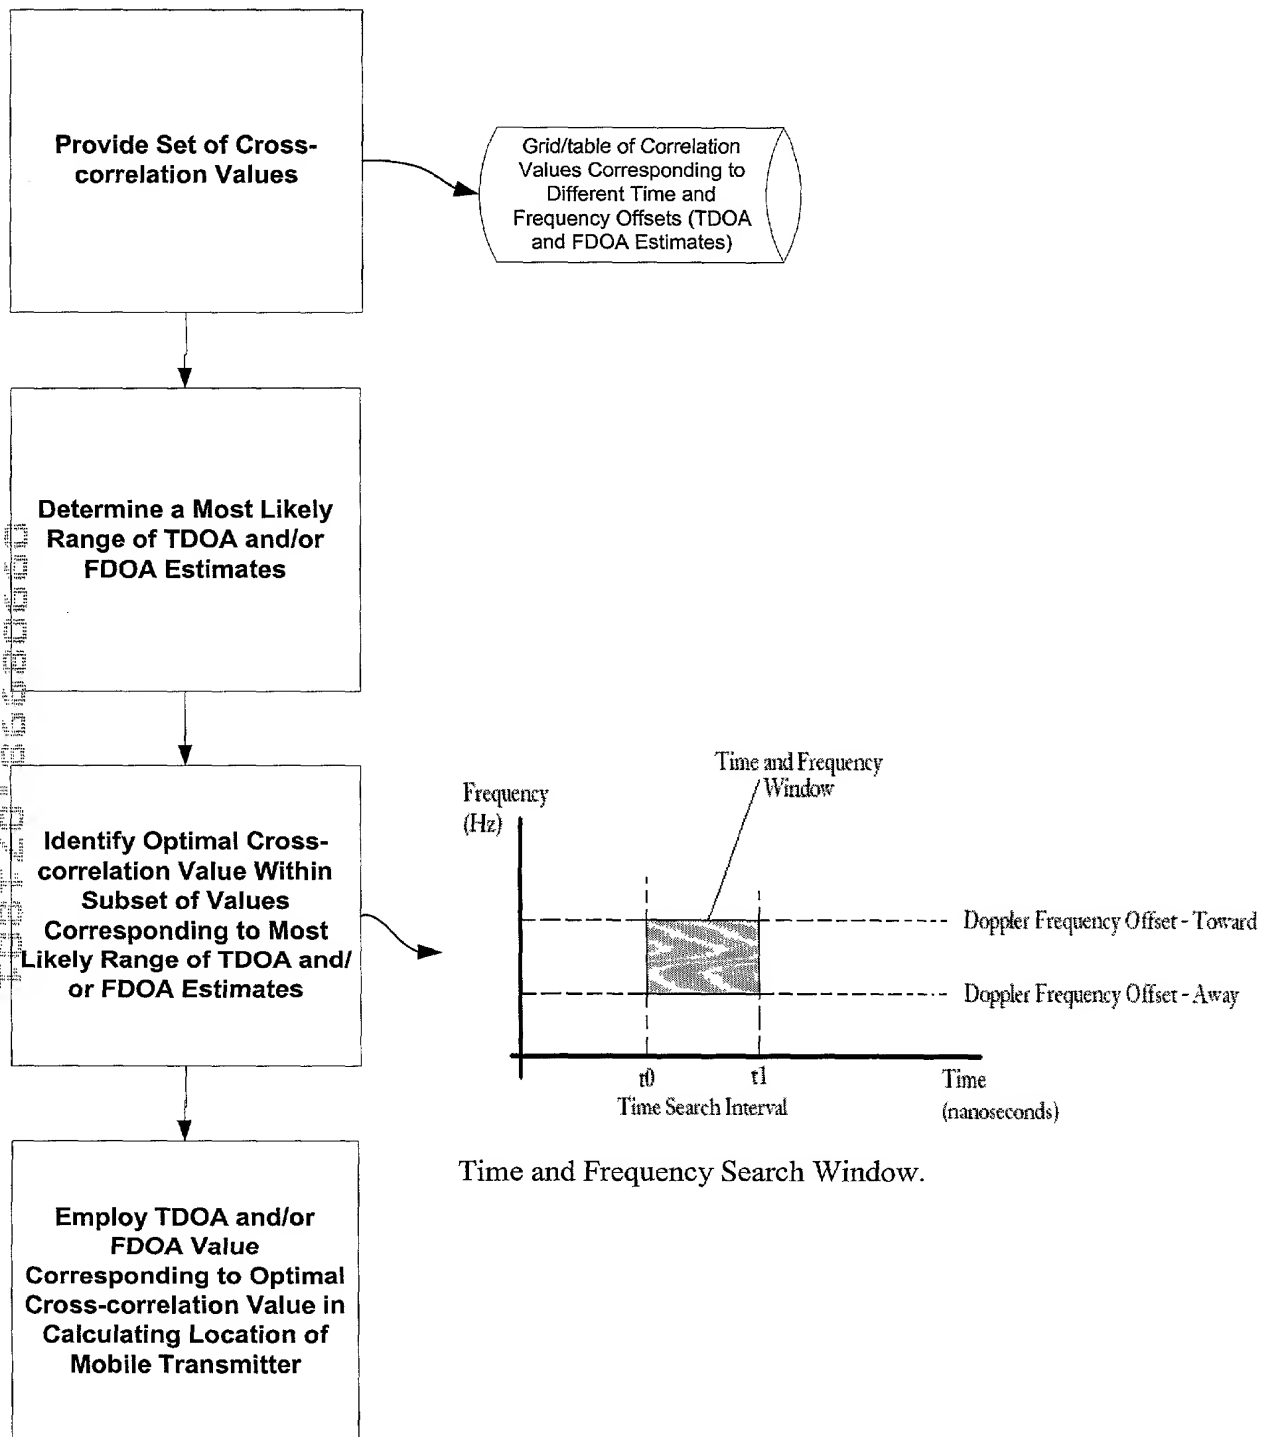 Provide Set of Cross-
correlation Values
Grid/table of Correlation
Values Corresponding to
Different Time and
Frequency Offsets (TDOA
and FDOA Estimates)
Determine a Most Likely
Range of TDOA and/or
FDOA Estimates
Identify Optimal Cross-
correlation Value Within
Subset of Values
Corresponding to Most
Likely Range of TDOA and/
or FDOA Estimates
Time and Frequency
Window
Frequency
(Hz)
Doppler Frequency Offset - Toward
Doppler Frequency Offset - Away
t0
t1
Time
Time Search Interval
(nanoseconds)
Time and Frequency Search Window.
Employ TDOA and/or
FDOA Value
Corresponding to Optimal
Cross-correlation Value in
Calculating Location of
Mobile Transmitter